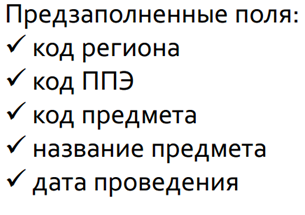 Предзаполненные поля:
✓ код региона
✓ код ППЭ
✓ код предмета
✓ название предмета
✓ дата проведения